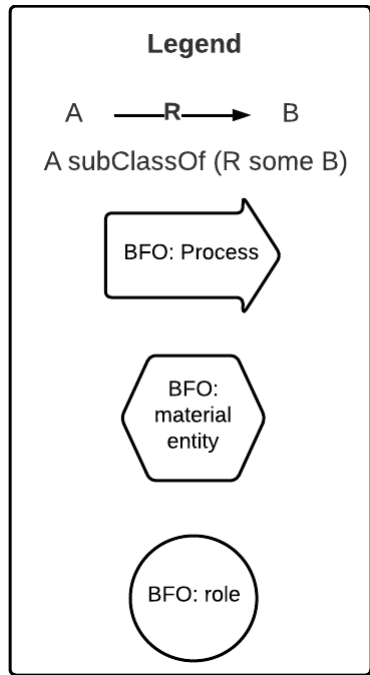 Legend
A R B
A subClassOf (R some B)
BFO: Process
BFO:
material
entity
BFO: role